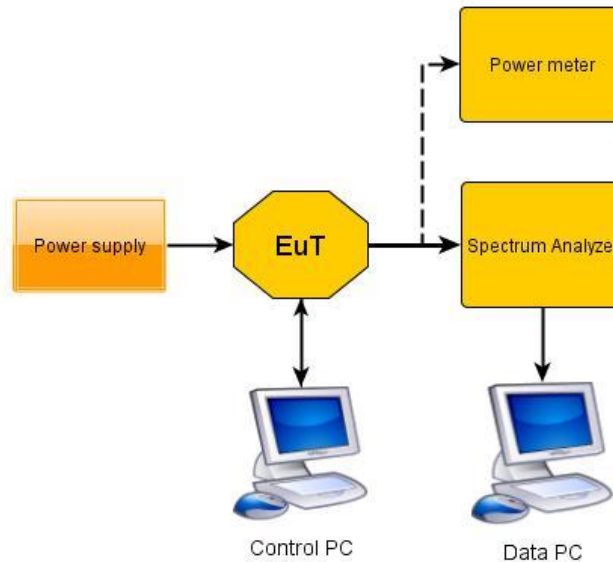 Power meter
Power supply
EuT
Spectrum Analyze
Control PC
Data PC